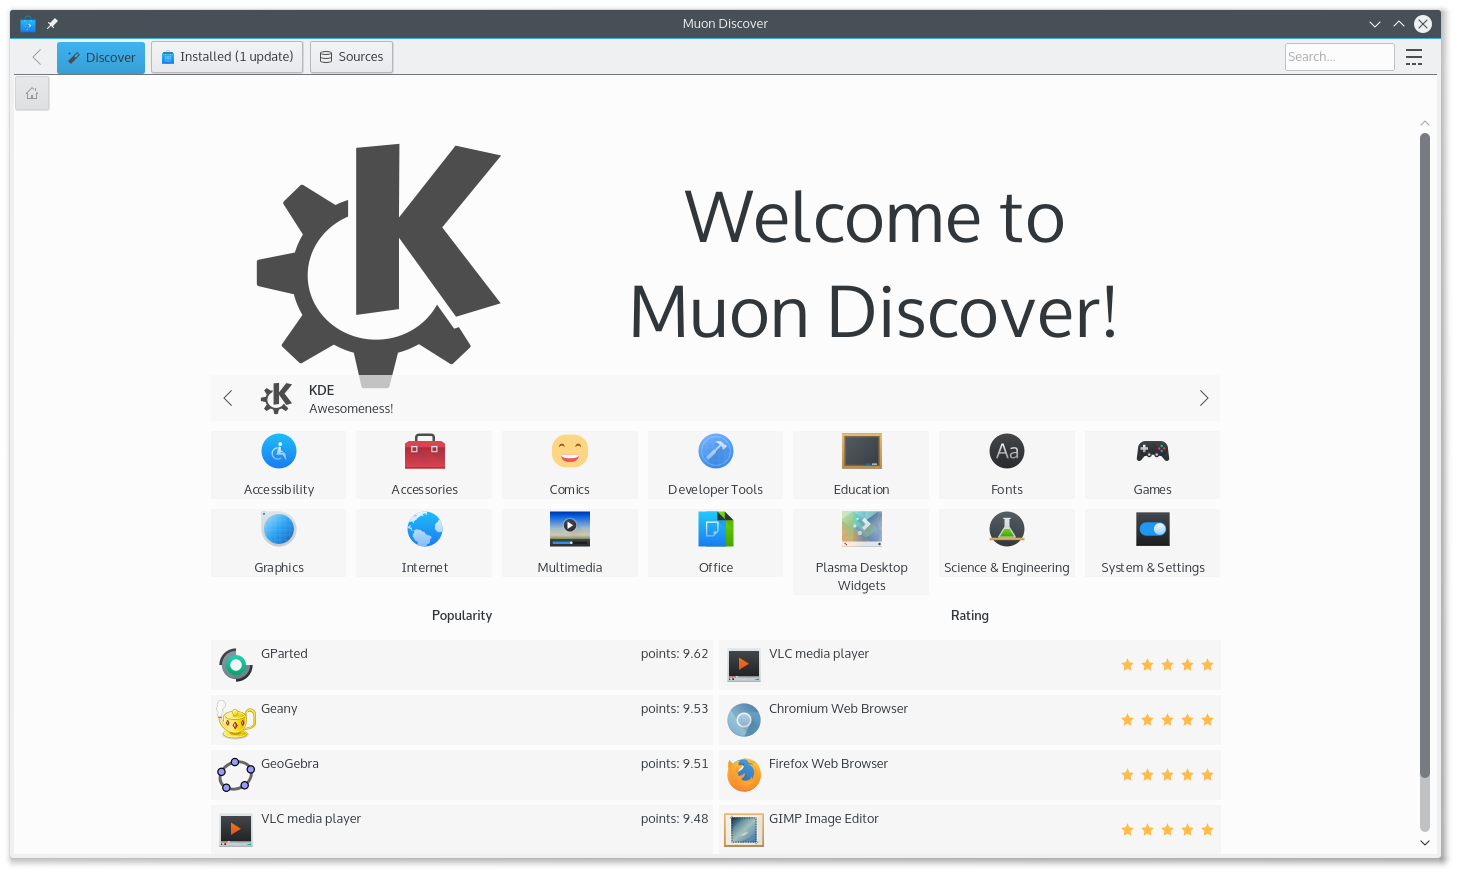 Muon Discover
Discover
Installed (1 update)
Sources
Search...
Welcome to
Muon Discover!
KDE
Awesomeness!
Accessibility
Accessories
Comics
Developer Tools
Education
Aa
Fonts
Games
Graphics
Internet
Multimedia
Office
Plasma Desktop
Widgets
Science & Engineering
System & Settings
Popularity
Rating
GParted
points: 9.62
VLC media player
Geany
points: 9.53
Chromium Web Browser
GeoGebra
points: 9.51
Firefox Web Browser
VLC media player
points: 9.48
GIMP Image Editor